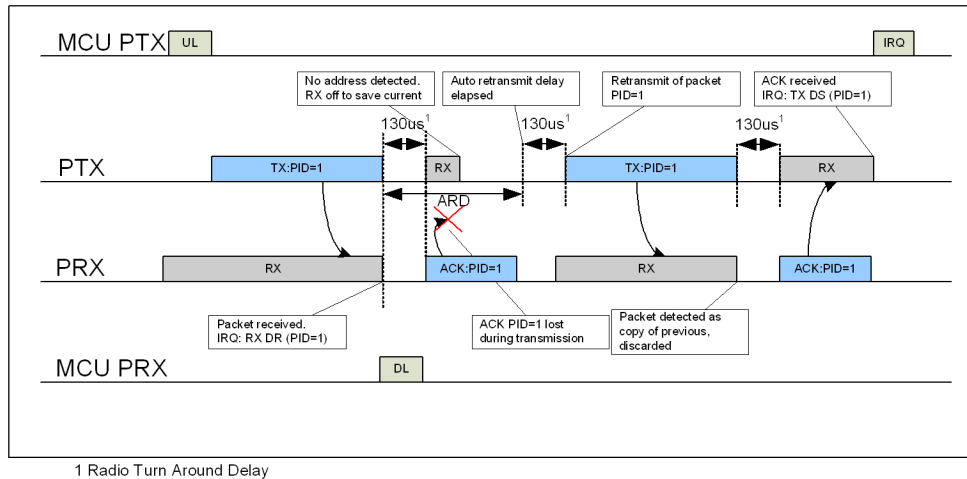 MCU PTX
UL
IRQ
No address detected.
RX off to save current
Auto retransmit delay
elapsed
Retransmit of packet
PID=1
ACK received
IRQ: TX DS (PID=1)
130us1
130us1
130us1
PTX
TX:PID=1
RX
TX:PID=1
RX
ARD
PRX
RX
ACK:PID=1
RX
ACK:PID=1
Packet received.
IRQ: RX DR (PID=1)
ACK PID=1 lost
during transmission
Packet detected as
copy of previous,
discarded
MCU PRX
DL
1 Radio Turn Around Delay